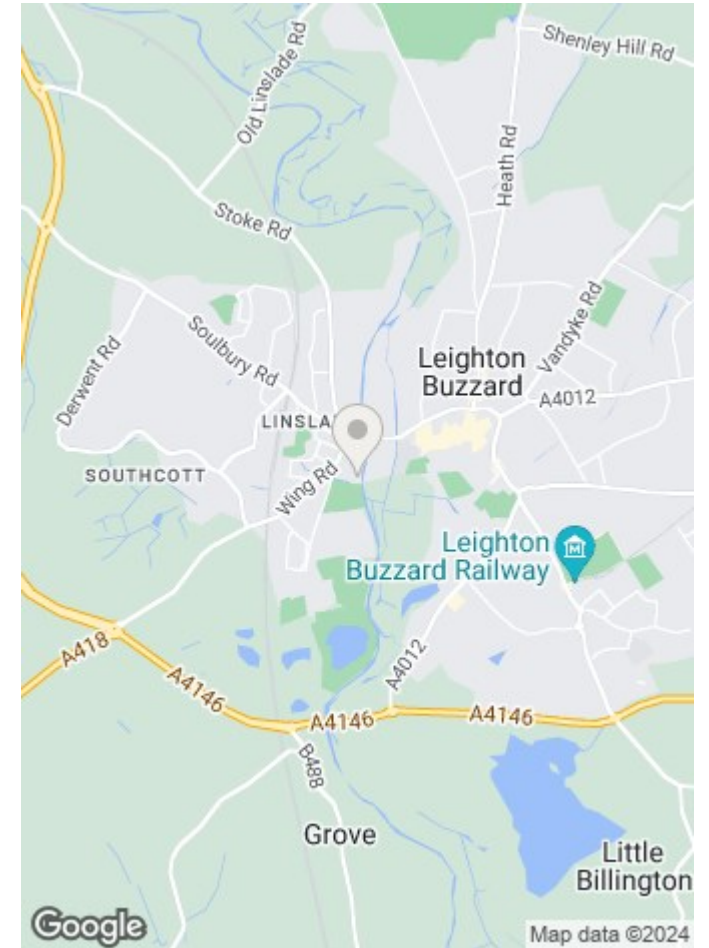 Shenley Hill Rd
Old Linslade Rd
Heath Rd
Stoke Rd
Vandyke Rd
Soulbury Rd
Derwent Rd
Leighton
Buzzard
A4012
LINSLA
SOUTHCOTT
Wing Rd
Leighton
Buzzard Railway
M
A418
A4012
A4146
A4146
A4146
B488
Grove
Little
Billington
Google
Map data ©2024